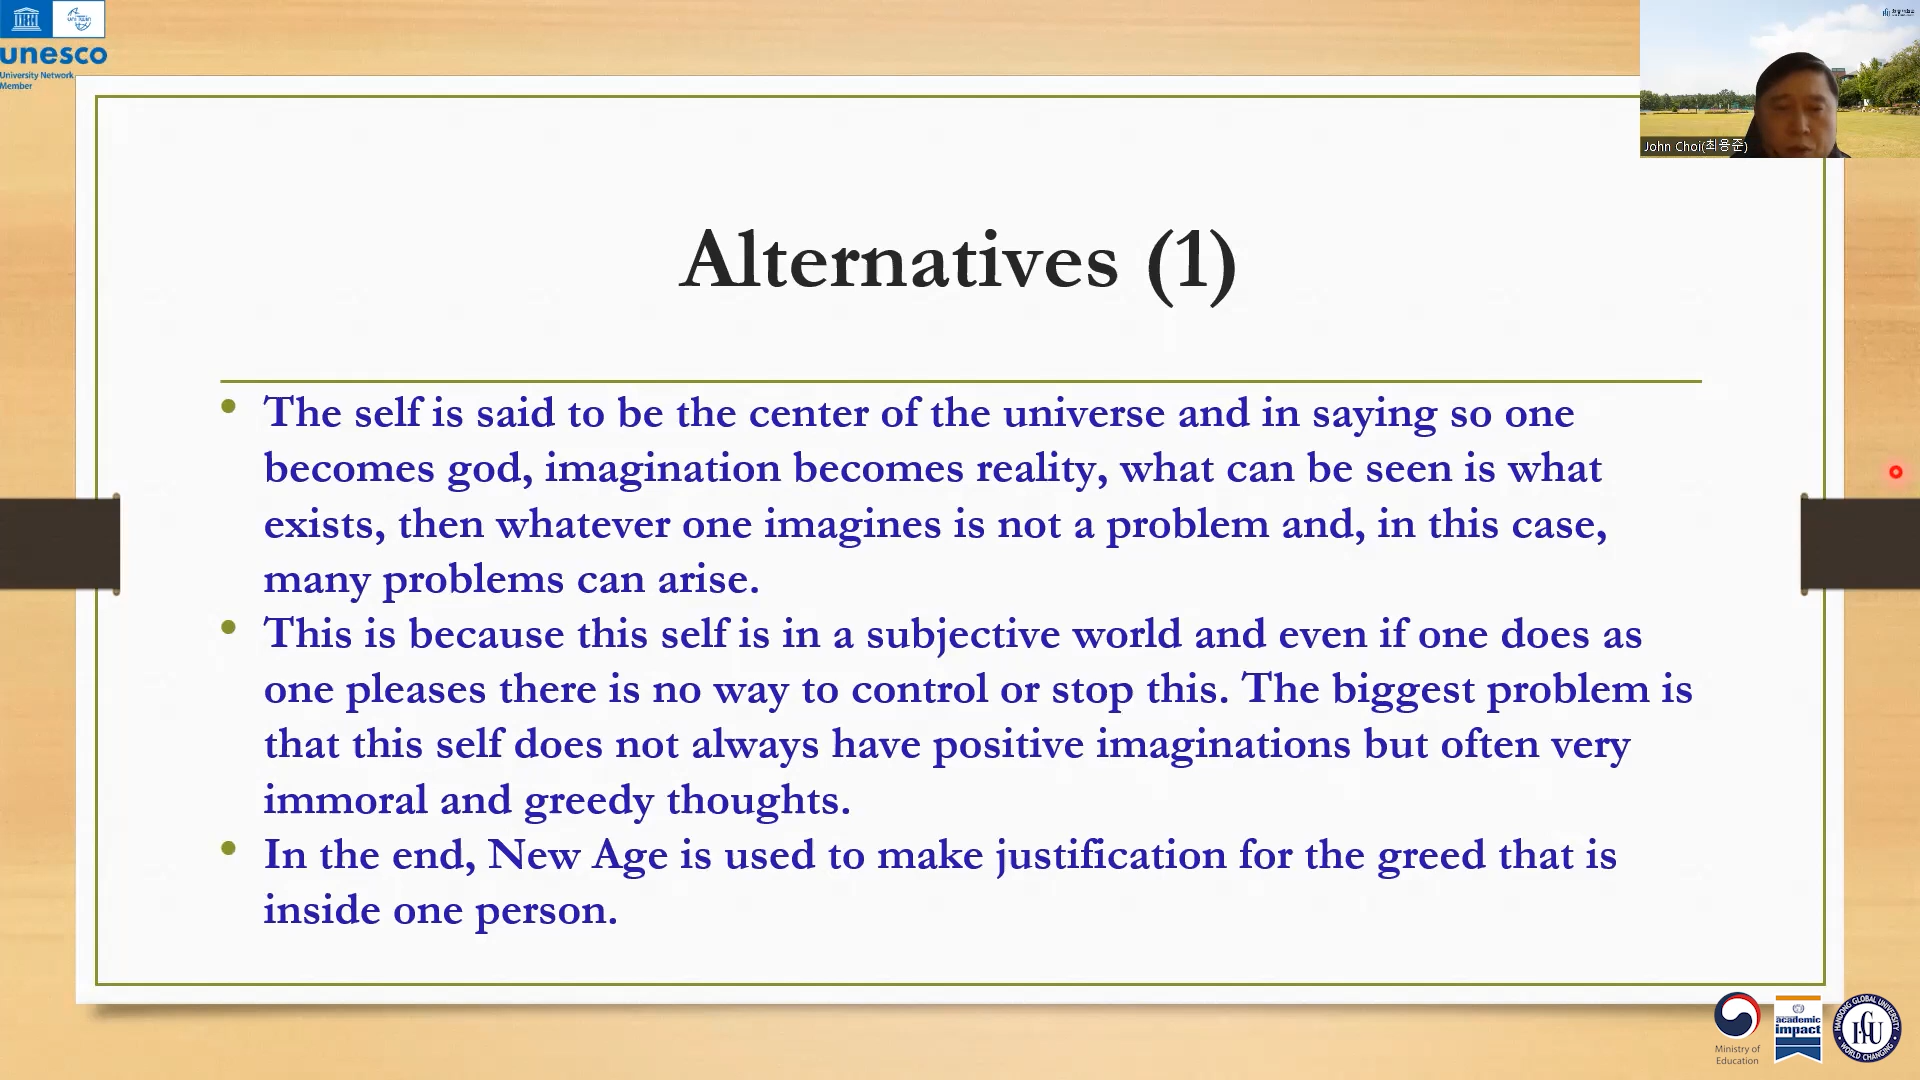 unesco
University Network
Member
John Choi(최용준)
Alternatives (1)
• The self is said to be the center of the universe and in saying so one
becomes god, imagination becomes reality, what can be seen is what
exists, then whatever one imagines is not a problem and, in this case,
many problems can arise.
• This is because this self is in a subjective world and even if one does as
one pleases there is no way to control or stop this. The biggest problem is
that this self does not always have positive imaginations but often very
immoral and greedy thoughts.
• In the end, New Age is used to make justification for the greed that is
inside one person.
Ministry of
Education
academic
impact
HANDONG GLOBAL UNIVERSITY
HGU
WORLD CHANGING